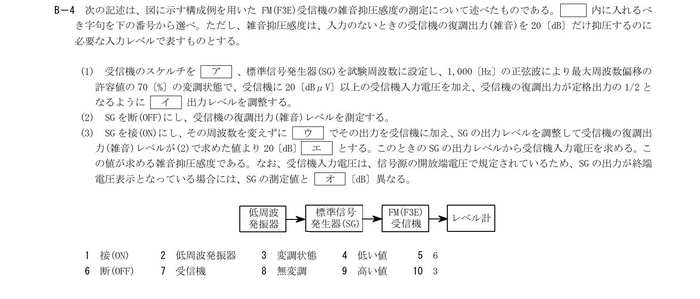 B-4 次の記述は、図に示す構成例を用いた FM(F3E)受信機の雑音抑圧感度の測定について述べたものである。 内に入れるべ
き字句を下の番号から選べ。ただし、雑音抑圧感度は、入力のないときの受信機の復調出力(雑音)を 20〔dB〕だけ抑圧するのに
必要な入力レベルで表すものとする。
(1) 受信機のスケルチを ア 、標準信号発生器(SG)を試験周波数に設定し、1,000〔Hz〕の正弦波により最大周波数偏移の
許容値の 70〔%〕の変調状態で、受信機に 20〔dBμV〕以上の受信機入力電圧を加え、受信機の復調出力が定格出力の 1/2 と
なるように イ 出力レベルを調整する。
(2) SG を断(OFF)にし、受信機の復調出力(雑音)レベルを測定する。
(3) SG を接(ON)にし、その周波数を変えずに ウ でその出力を受信機に加え、SG の出力レベルを調整して受信機の復調出
力(雑音)レベルが(2)で求めた値より 20〔dB〕 エ とする。このときの SG の出力レベルから受信機入力電圧を求める。こ
の値が求める雑音抑圧感度である。なお、受信機入力電圧は、信号源の開放端電圧で規定されているため、SG の出力が終端
電圧表示となっている場合には、SG の測定値と オ 〔dB〕異なる。
低周波
発振器
標準信号
発生器(SG)
FM(F3E)
受信機
レベル計
1 接(ON) 2 低周波発振器 3 変調状態 4 低い値 5 6
6 断(OFF) 7 受信機 8 無変調 9 高い値 10 3